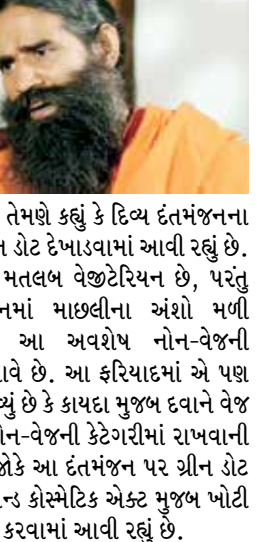 તેમણે કહ્યું કે દિવ્ય દંતમંજનના
ડોટ દેખાડવામાં આવી રહ્યું છે.
મતલબ વેજીટેરિયન છે, પરંતુ
માછલીના અંશો મળી
આ અવશેષ નોન-વેજની
છે. આ ફરિયાદમાં એ પણ
છે કે કાયદા મુજબ દવાને વેજ
કેટેગરીમાં રાખવાની
આ દંતમંજન પર ગ્રીન ડોટ
કોસ્મેટિક એક્ટ મુજબ ખોટી
કરવામાં આવી રહ્યું છે.